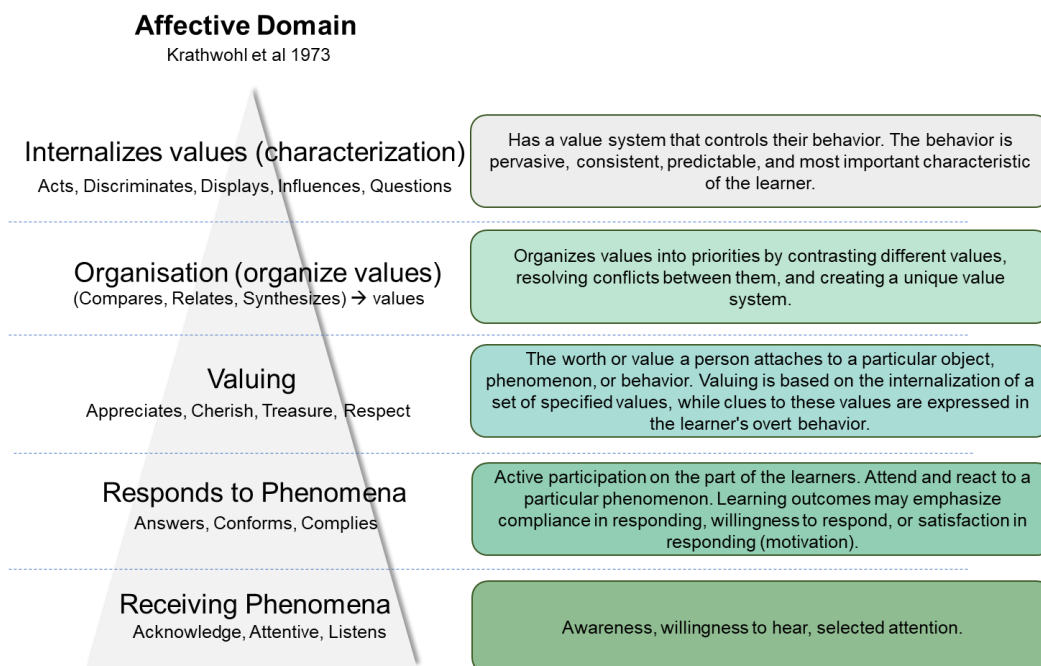 Affective Domain
Krathwohl et al 1973
Internalizes values (characterization)
Acts, Discriminates, Displays, Influences, Questions
Has a value system that controls their behavior. The behavior is
pervasive, consistent, predictable, and most important characteristic
of the learner.
Organisation (organize values)
(Compares, Relates, Synthesizes) → values
Organizes values into priorities by contrasting different values,
resolving conflicts between them, and creating a unique value
system.
Valuing
Appreciates, Cherish, Treasure, Respect
The worth or value a person attaches to a particular object,
phenomenon, or behavior. Valuing is based on the internalization of a
set of specified values, while clues to these values are expressed in
the learner's overt behavior.
Responds to Phenomena
Answers, Conforms, Complies
Active participation on the part of the learners. Attend and react to a
particular phenomenon. Learning outcomes may emphasize
compliance in responding, willingness to respond, or satisfaction in
responding (motivation).
Receiving Phenomena
Acknowledge, Attentive, Listens
Awareness, willingness to hear, selected attention.